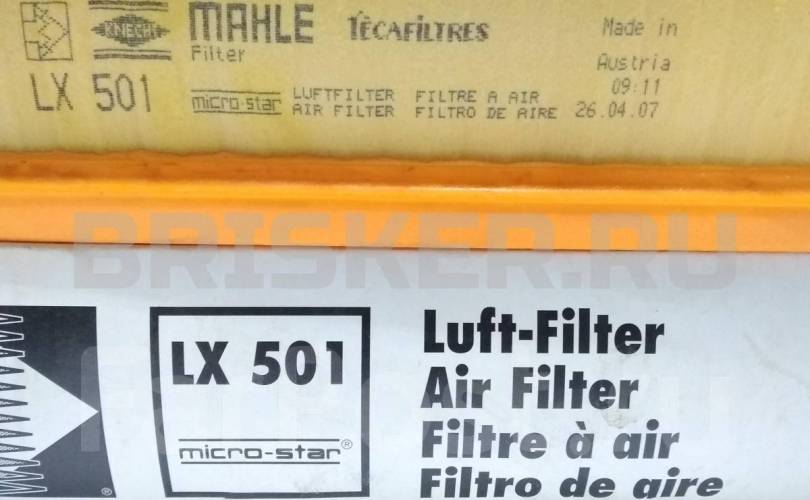 KNECHT
MAHLE
Filter
TECAFILTRES
Made in
Austria
09:11
26.04.07
LX 501
micro-star
LUFTFILTER FILTRE A AIR
AIR FILTER FILTRO DE AIRE
BRISKER.RU
LX 501
micro-star®
Luft-Filter
Air Filter
Filtre à air
Filtro de aire
®